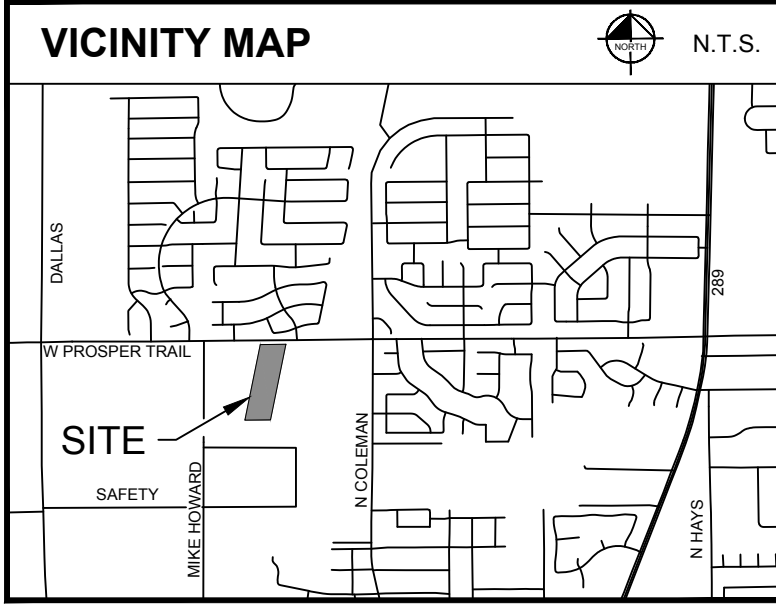 VICINITY MAP
NORTH
N.T.S.
DALLAS
289
W PROSPER TRAIL
SITE
N COLEMAN
SAFETY
MIKE HOWARD
N HAYS